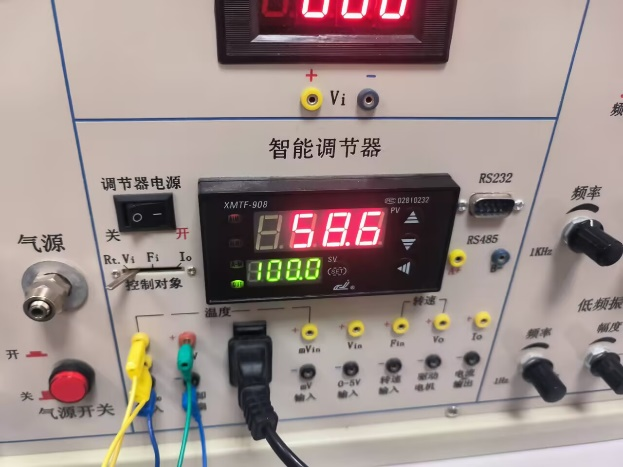 000
+
-
Vi
智能调节器
调节器电源
关
开
XMTF-908
02810232
PV
58.6
SV
100.0
RS232
RS485
频率
1KHz
气源
Rt.Vi
Fi
Io
控制对象
温度
转速
mVin
Vin
Fin
Vo
Io
mV
输入
0-5V
输入
转速
输入
驱动
电机
电流
输出
开
关
气源开关
低频振
频率
幅度
1Hz